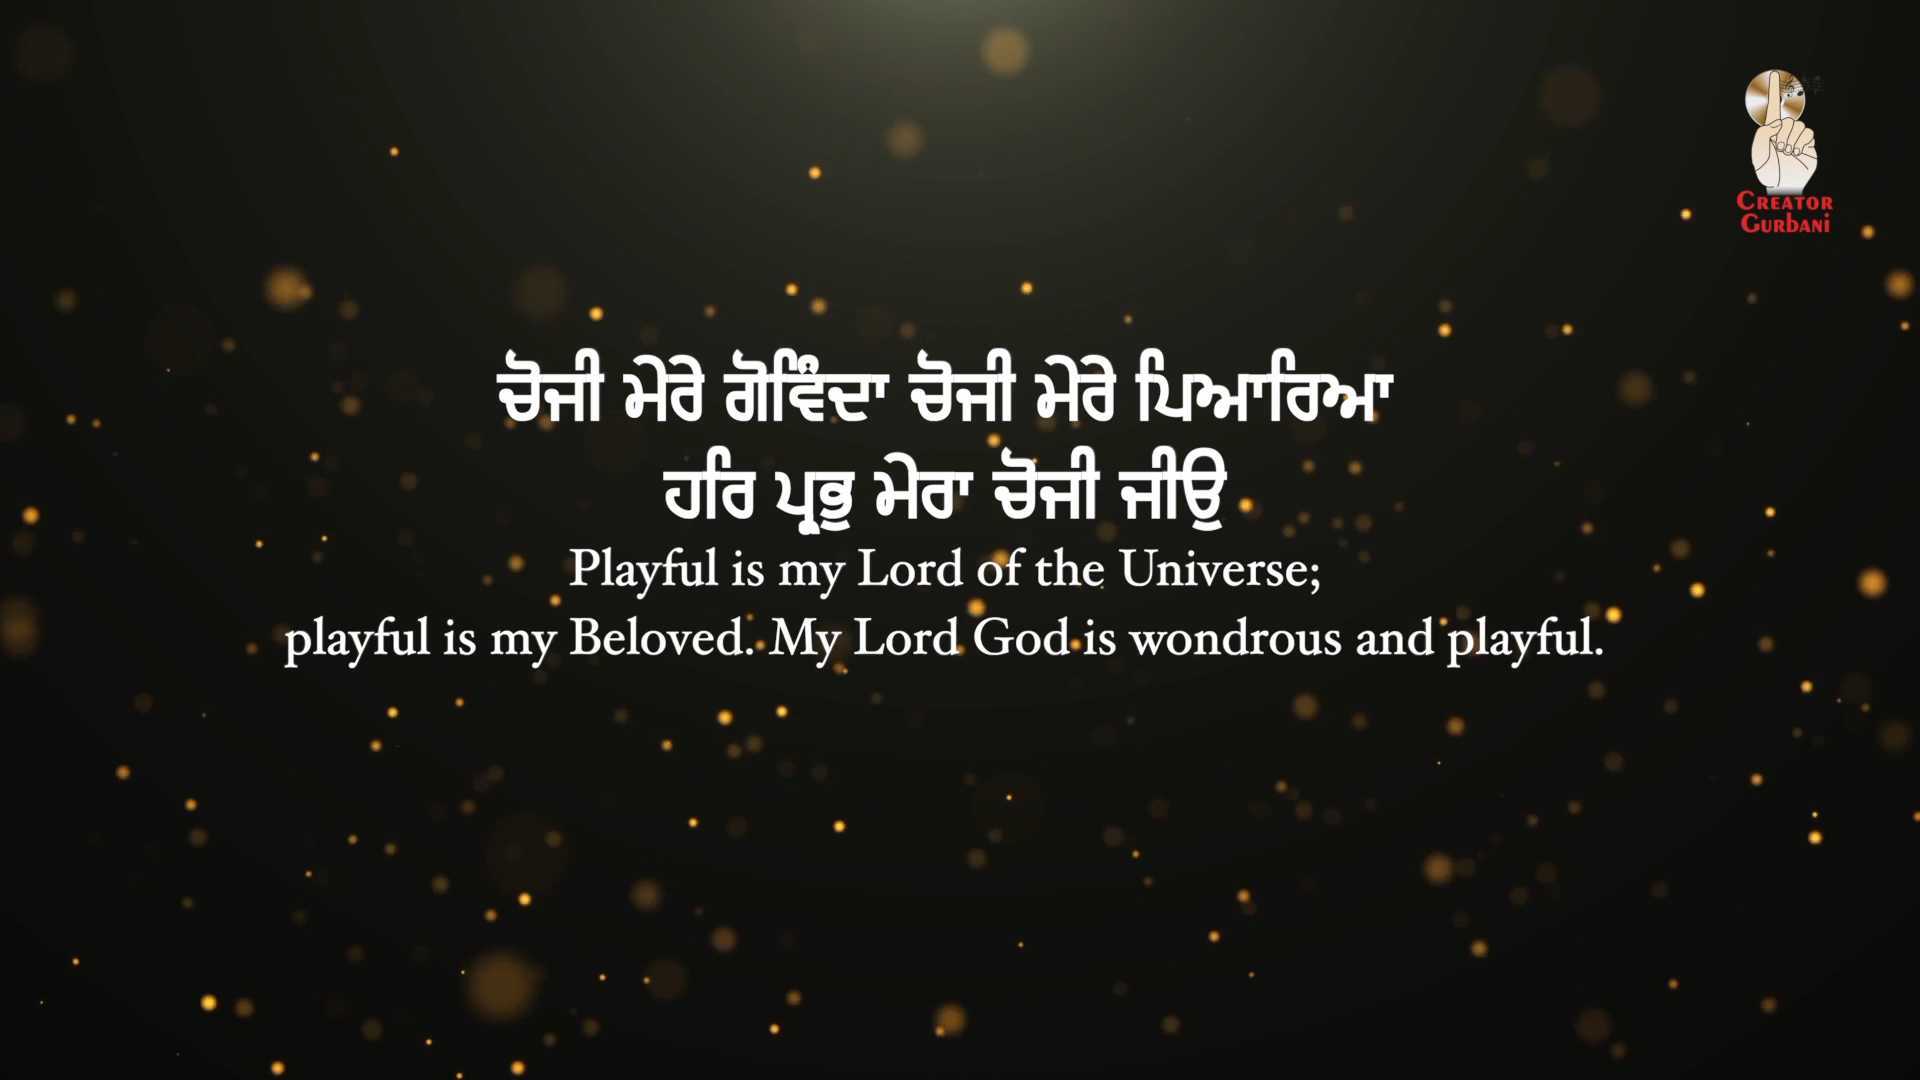 ਚੋਜੀ ਮੇਰੇ ਗੋਵਿੰਦਾ ਚੋਜੀ ਮੇਰੇ ਪਿਆਰਿਆ
ਹਰਿ ਪ੍ਰਭੁ ਮੇਰਾ ਚੋਜੀ ਜੀਉ
Playful is my Lord of the Universe;
playful is my Beloved. My Lord God is wondrous and playful.
CREATOR
GURBANI